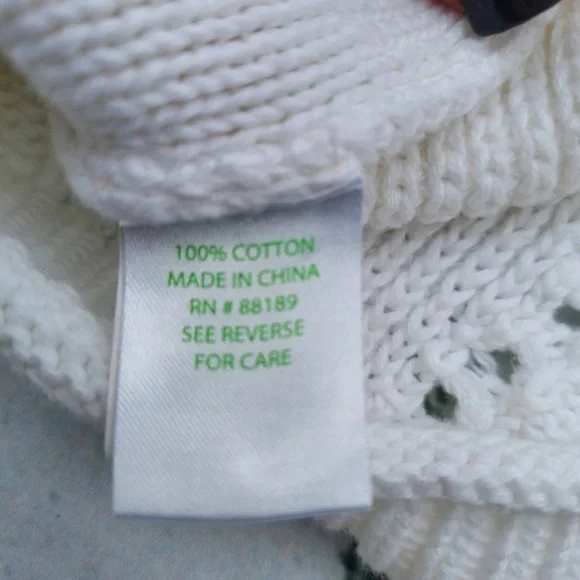 100% COTTON
MADE IN CHINA
RN # 88189
SEE REVERSE
FOR CARE